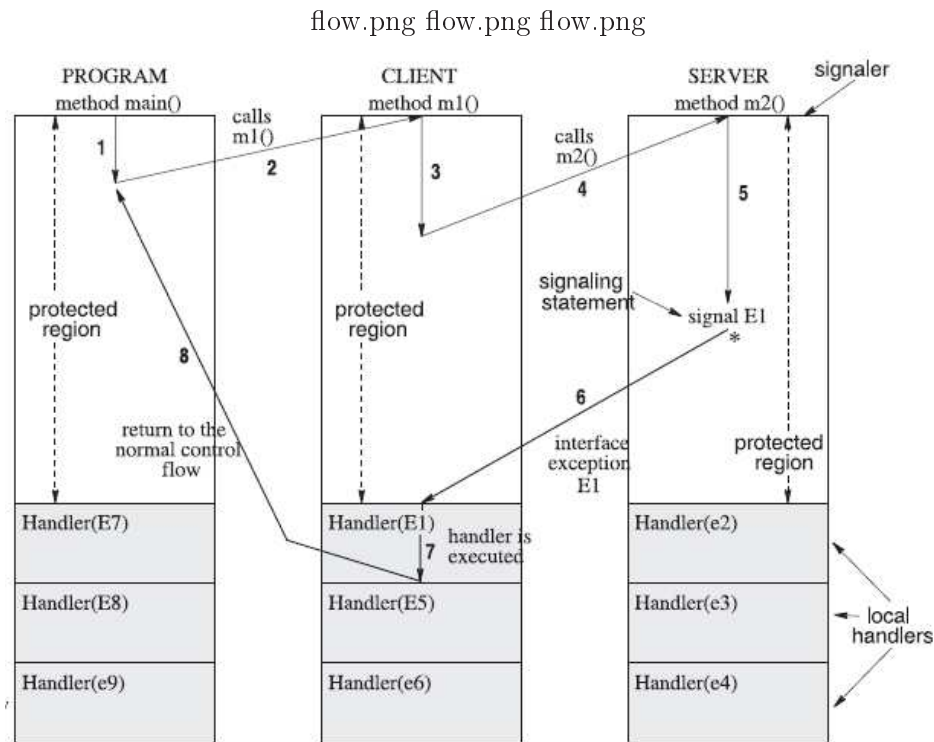 flow.png flow.png flow.png
PROGRAM
method main()
CLIENT
method m1()
SERVER
method m2()
signaler
1
calls
m1()
2
3
calls
m2()
4
5
protected
region
protected
region
signaling
statement
signal E1
*
8
6
return to the
normal control
flow
interface
exception
E1
protected
region
Handler(E7)
Handler(E1)
7
handler is
executed
Handler(e2)
Handler(E8)
Handler(E5)
Handler(e3)
local
handlers
Handler(e9)
Handler(e6)
Handler(e4)